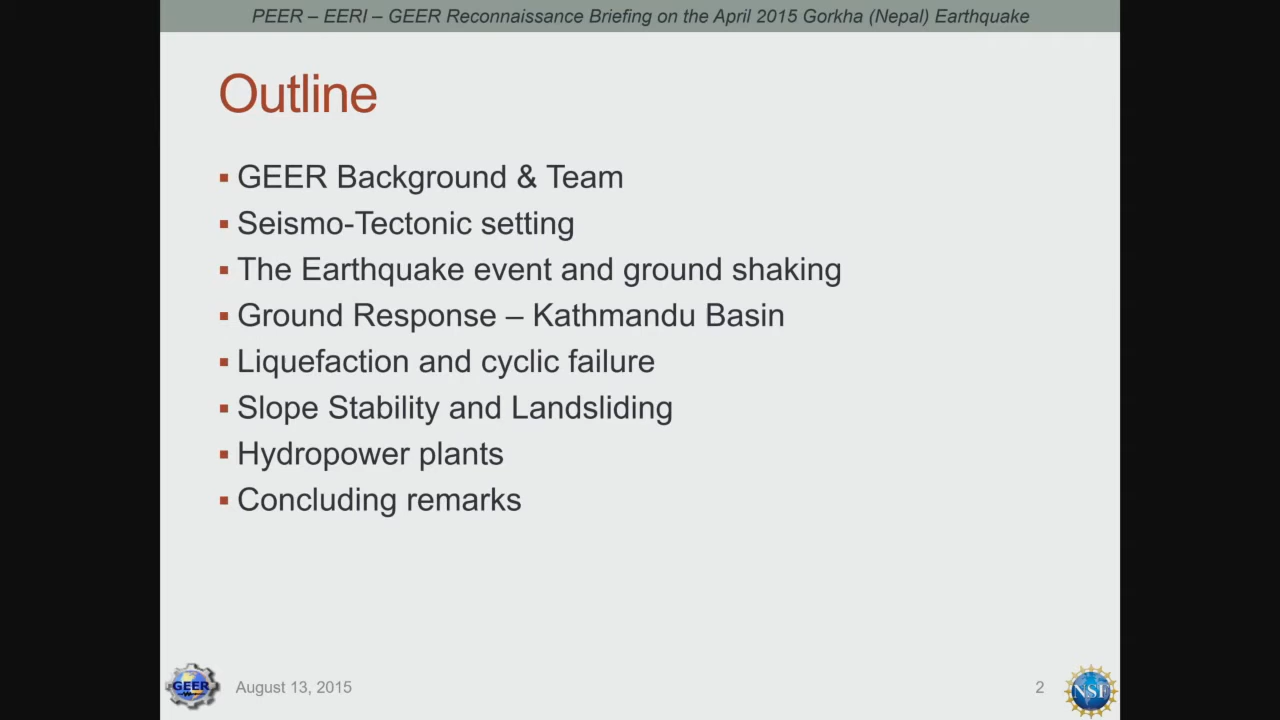 PEER – EERI – GEER Reconnaissance Briefing on the April 2015 Gorkha (Nepal) Earthquake
Outline
▪ GEER Background & Team
▪ Seismo-Tectonic setting
▪ The Earthquake event and ground shaking
▪ Ground Response – Kathmandu Basin
▪ Liquefaction and cyclic failure
▪ Slope Stability and Landsliding
▪ Hydropower plants
▪ Concluding remarks
GEER
August 13, 2015
2
NSF